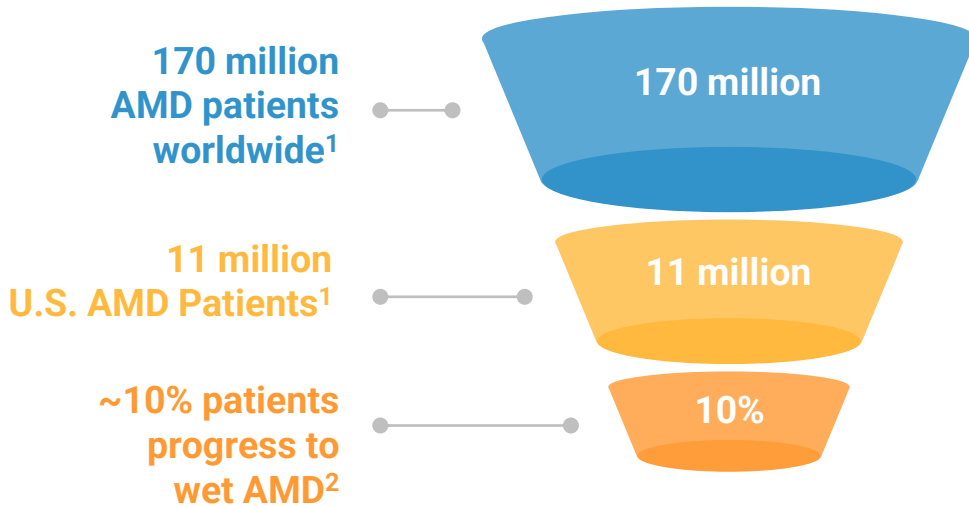 170 million
AMD patients
worldwide¹
170 million
11 million
U.S. AMD Patients¹
11 million
~10% patients
progress to
wet AMD²
10%